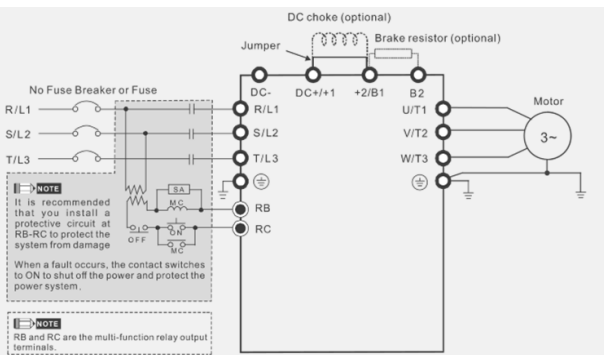 DC choke (optional)
Jumper
Brake resistor (optional)
No Fuse Breaker or Fuse
DC-
DC+/+1
+2/B1
B2
R/L1
R/L1
U/T1
Motor
S/L2
S/L2
V/T2
3~
T/L3
T/L3
W/T3
NOTE
It is recommended
that you install a
protective circuit at
RB-RC to protect the
system from damage
SA
MC
RB
OFF
ON
MC
RC
When a fault occurs, the contact switches
to ON to shut off the power and protect the
power system.
NOTE
RB and RC are the multi-function relay output
terminals.